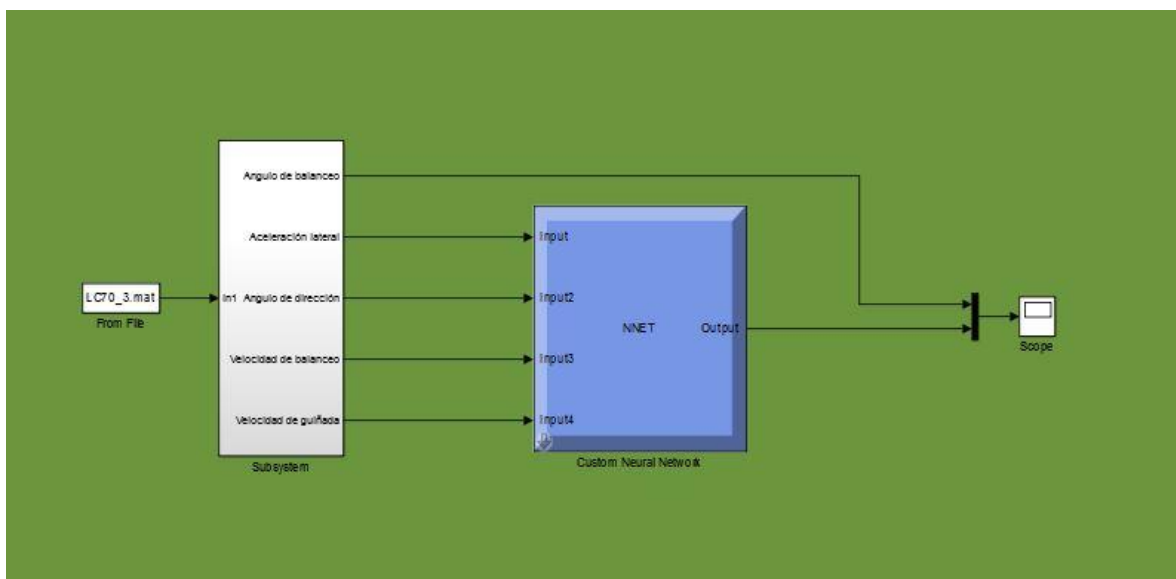 Angulo de balanceo
Aceleración lateral
Input
LC70_3.mat
In1 Angulo de dirección
Input2
From File
NNET
Output
Velocidad de balanceo
Input3
Scope
Velocidad de guiñada
Input4
Subsystem
Custom Neural Network